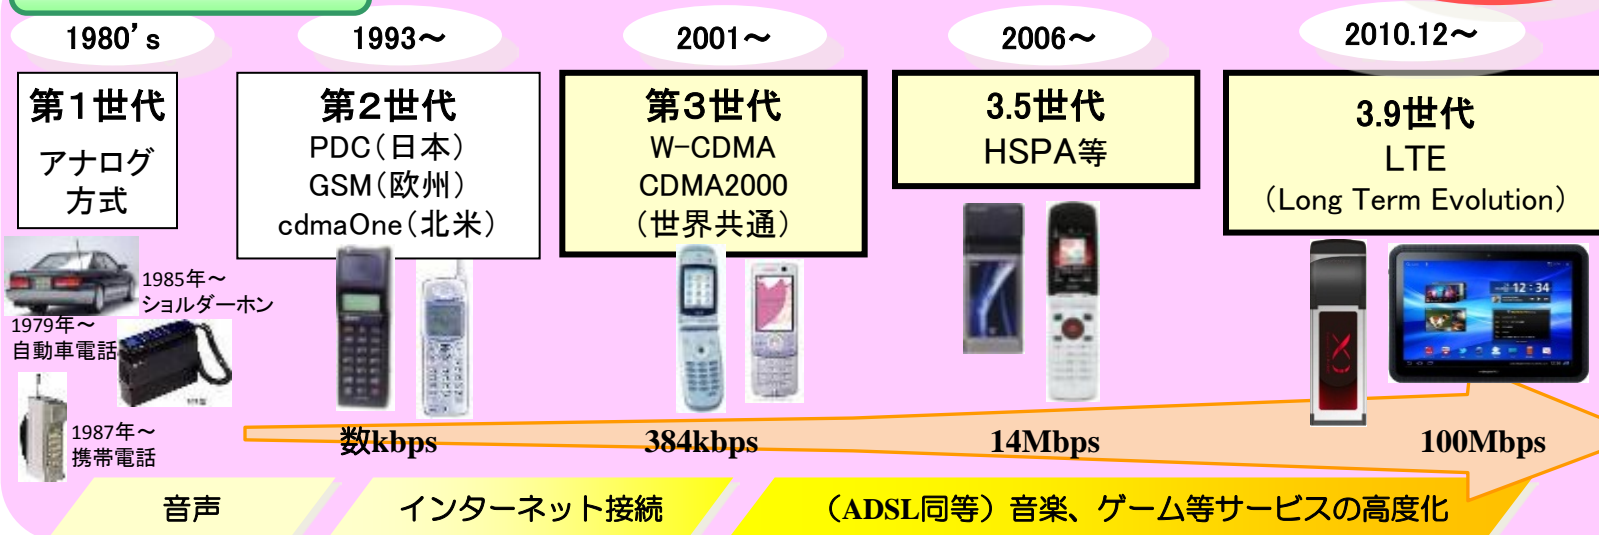 1980’s
1993～
2001～
2006～
2010.12～
第１世代
アナログ
方式
第２世代
PDC（日本）
GSM（欧州）
cdmaOne（北米）
第３世代
W-CDMA
CDMA2000
（世界共通）
3.5世代
HSPA等
3.9世代
LTE
（Long Term Evolution）
1985年～
ショルダーホン
1979年～
自動車電話
1987年～
携帯電話
12:34
数kbps
384kbps
14Mbps
100Mbps
音声
インターネット接続
（ADSL同等）音楽、ゲーム等サービスの高度化